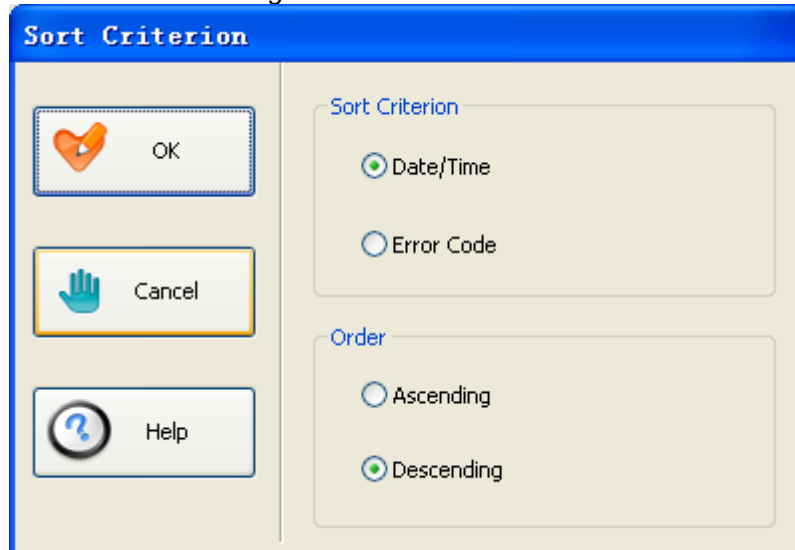 Sort Criterion
OK
Cancel
Help
Sort Criterion
Date/Time
Error Code
Order
Ascending
Descending